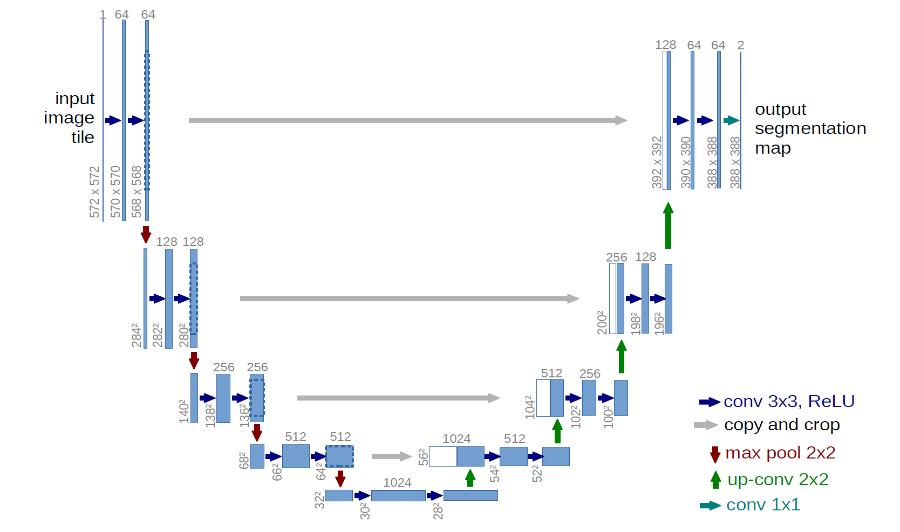 1 64 64
128 64 64 2
input
image
tile
output
segmentation
map
572 x 572
570 x 570
568 x 568
392 x 392
390 x 390
388 x 388
388 x 388
128 128
256 128
284²
282²
280²
200²
198²
196²
256 256
512 256
140²
138²
136²
104²
102²
100²
512 512
1024 512
68²
66²
64²
56²
54²
52²
1024
32²
30²
28²
conv 3x3, ReLU
copy and crop
max pool 2x2
up-conv 2x2
conv 1x1